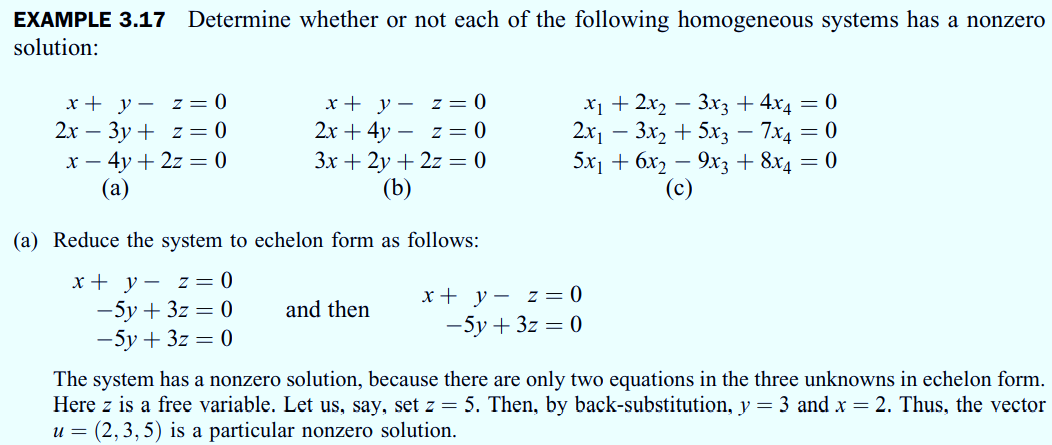 EXAMPLE 3.17 Determine whether or not each of the following homogeneous systems has a nonzero
solution:
x + y − z = 0
2x − 3y + z = 0
x − 4y + 2z = 0
(a)
x + y − z = 0
2x + 4y − z = 0
3x + 2y + 2z = 0
(b)
x₁ + 2x₂ − 3x₃ + 4x₄ = 0
2x₁ − 3x₂ + 5x₃ − 7x₄ = 0
5x₁ + 6x₂ − 9x₃ + 8x₄ = 0
(c)
(a) Reduce the system to echelon form as follows:
x + y − z = 0
−5y + 3z = 0
−5y + 3z = 0
and then
x + y − z = 0
−5y + 3z = 0
The system has a nonzero solution, because there are only two equations in the three unknowns in echelon form.
Here z is a free variable. Let us, say, set z = 5. Then, by back-substitution, y = 3 and x = 2. Thus, the vector
u = (2, 3, 5) is a particular nonzero solution.